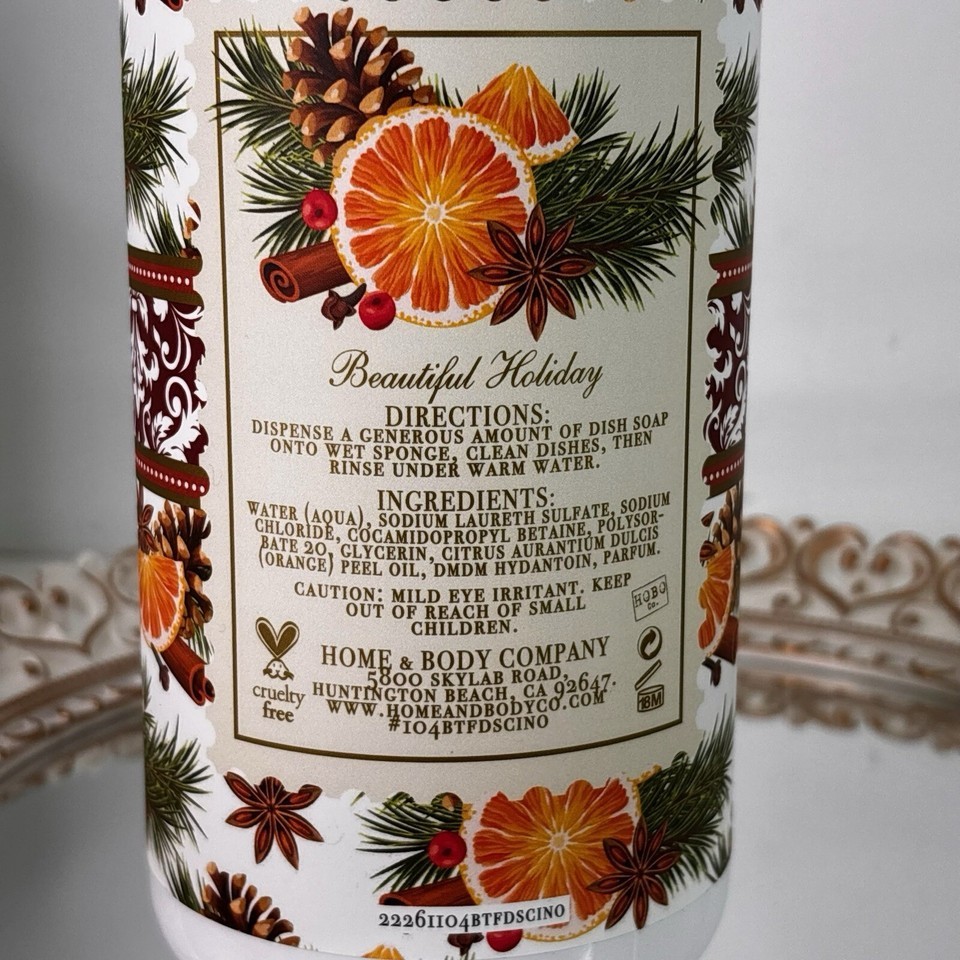 Beautiful Holiday
DIRECTIONS:
DISPENSE A GENEROUS AMOUNT OF DISH SOAP
ONTO WET SPONGE, CLEAN DISHES, THEN
RINSE UNDER WARM WATER.
INGREDIENTS:
WATER (AQUA), SODIUM LAURETH SULFATE, SODIUM
CHLORIDE, COCAMIDOPROPYL BETAINE, POLYSOR-
BATE 20, GLYCERIN, CITRUS AURANTIUM DULCIS
(ORANGE) PEEL OIL, DMDM HYDANTOIN, PARFUM.
CAUTION: MILD EYE IRRITANT. KEEP
OUT OF REACH OF SMALL
CHILDREN.
HOBO
CO.
HOME & BODY COMPANY
5800 SKYLAB ROAD,
HUNTINGTON BEACH, CA 92647.
WWW.HOMEANDBODYCO.COM
#104BTFDSCINO
cruelty
free
18M
22261104BTFDSCINO